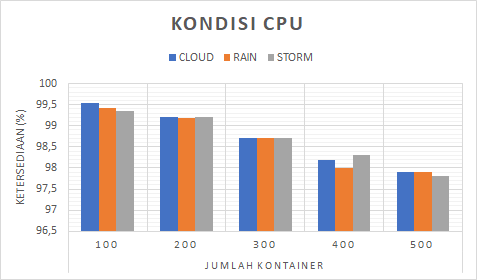 KONDISI CPU
CLOUD RAIN STORM
KETERSEDIAAN (%)
100
99,5
99
98,5
98
97,5
97
96,5
100 200 300 400 500
JUMLAH KONTAINER